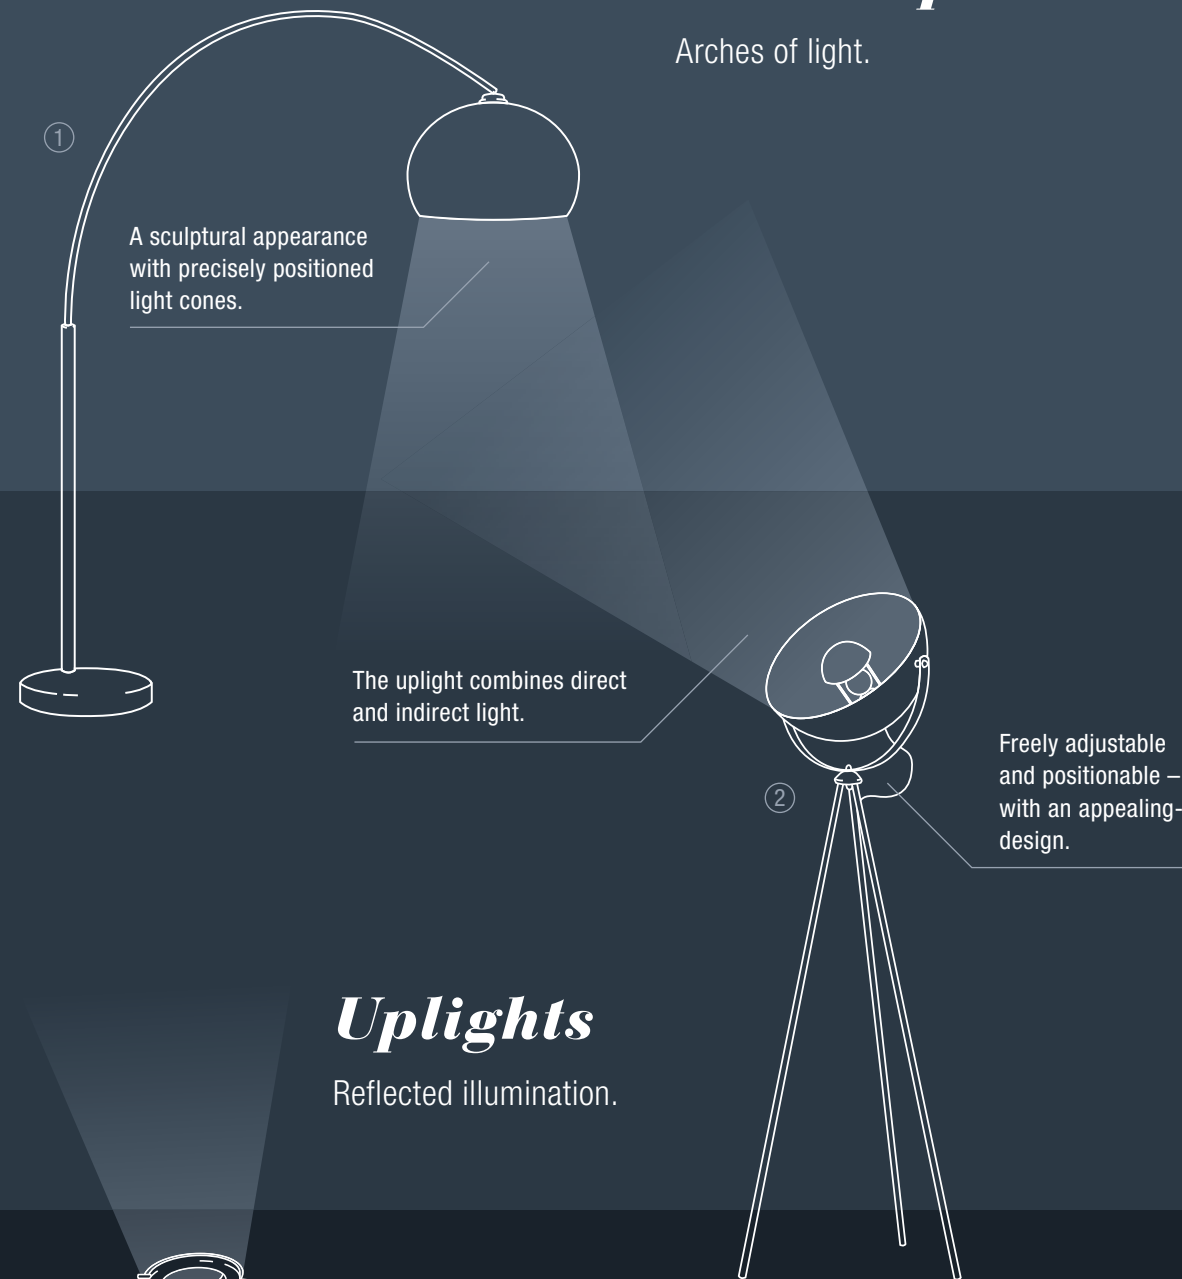 Arches of light.
1
A sculptural appearance
with precisely positioned
light cones.
The uplight combines direct
and indirect light.
2
Freely adjustable
and positionable –
with an appealing-
design.
Uplights
Reflected illumination.